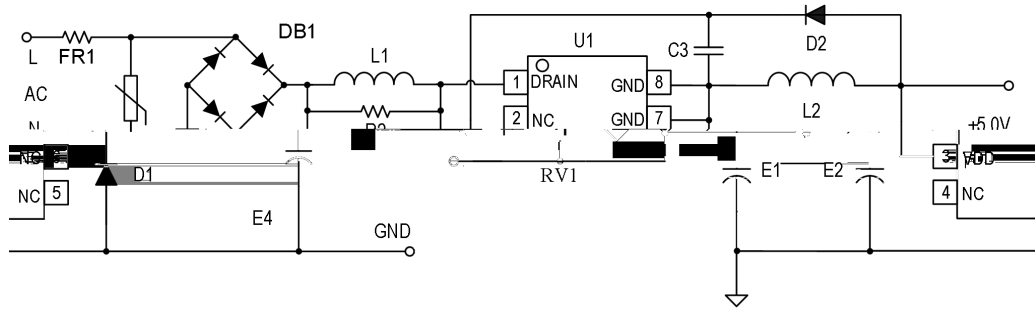 DB1
U1
D2
C3
L
FR1
L1
1 DRAIN
GND 8
AC
L2
2 NC
GND 7
+5.0V
RV1
D1
E1
E2
NC 5
4 NC
E4
GND